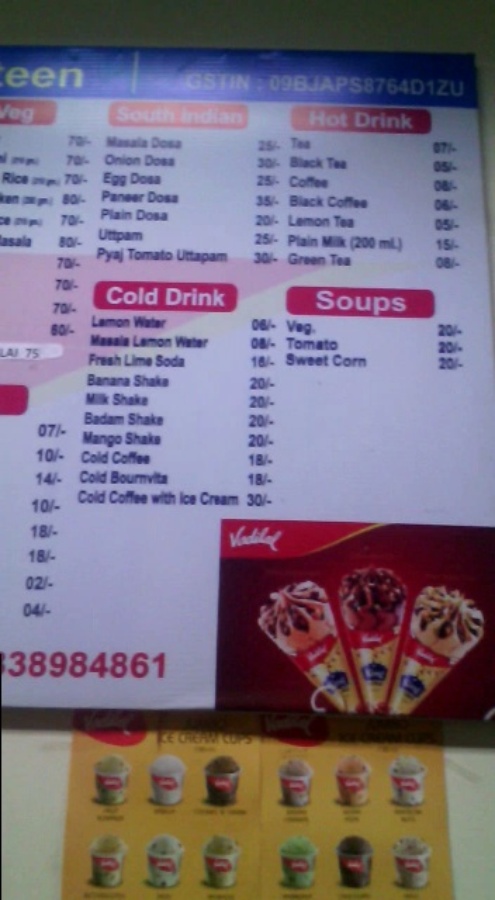 teen
GSTIN : 09BJAPS8764D1ZU
Veg
70/-
70/-
Rice 70/-
80/-
70/-
asala 80/-
70/-
70/-
70/-
60/-
LAI 75
07/-
10/-
14/-
10/-
18/-
18/-
02/-
04/-
South Indian
Masala Dosa 25/-
Onion Dosa 30/-
Egg Dosa 25/-
Paneer Dosa 35/-
Plain Dosa 20/-
Uttpam 25/-
Pyaj Tomato Uttapam 30/-
Hot Drink
Tea 07/-
Black Tea 05/-
Coffee 08/-
Black Coffee 06/-
Lemon Tea 05/-
Plain Milk (200 ml.) 15/-
Green Tea 08/-
Cold Drink
Lemon Water 06/-
Masala Lemon Water 08/-
Fresh Lime Soda 18/-
Banana Shake 20/-
Milk Shake 20/-
Badam Shake 20/-
Mango Shake 20/-
Cold Coffee 18/-
Cold Bournvita 18/-
Cold Coffee with Ice Cream 30/-
Soups
Veg. 20/-
Tomato 20/-
Sweet Corn 20/-
38984861
Vadilal
Vadilal
ICE CREAM CUPS
ICE CREAM CUPS